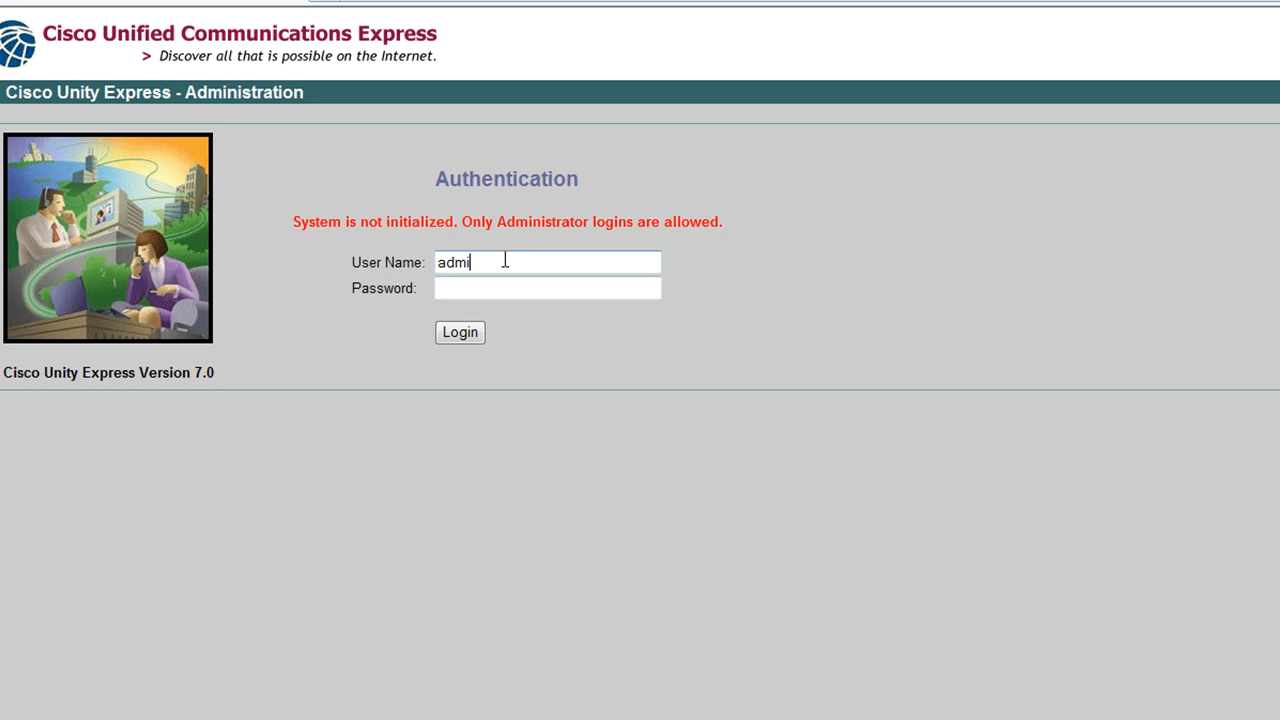 Cisco Unified Communications Express
> Discover all that is possible on the Internet.
Cisco Unity Express - Administration
Authentication
System is not initialized. Only Administrator logins are allowed.
User Name: admi
Password:
Login
Cisco Unity Express Version 7.0